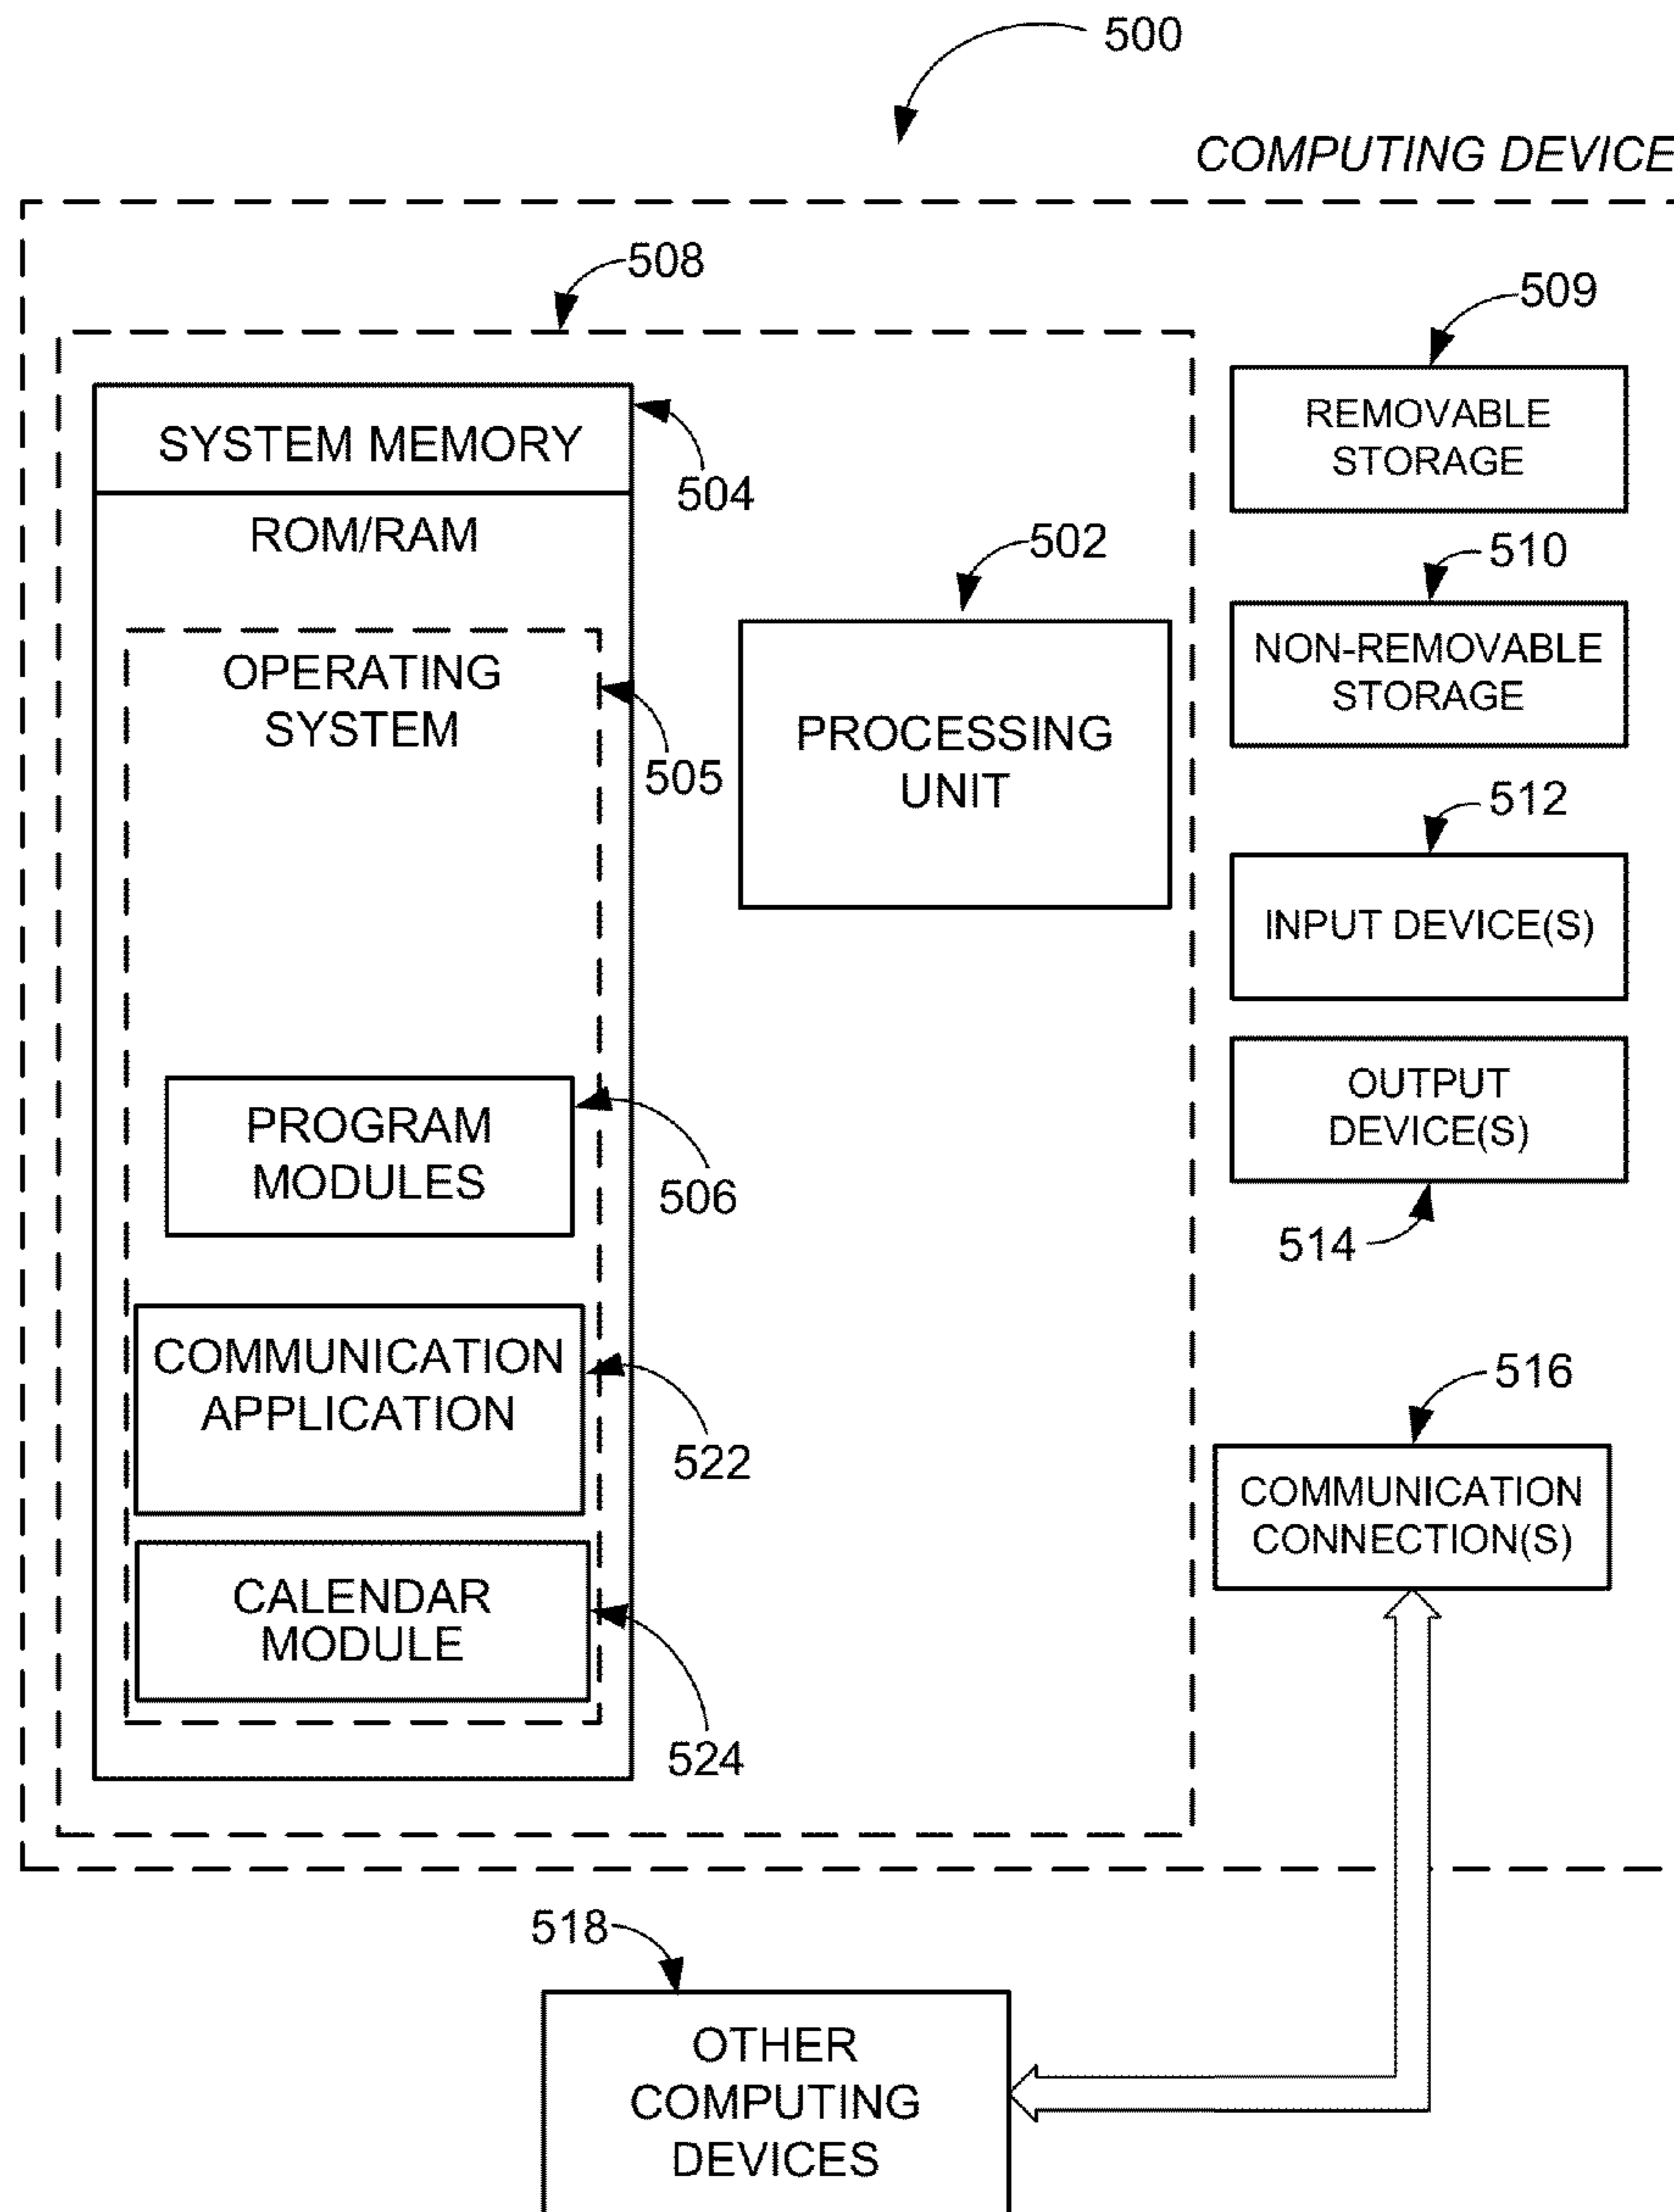 500
COMPUTING DEVICE
508
509
SYSTEM MEMORY
504
REMOVABLE
STORAGE
ROM/RAM
502
510
OPERATING
SYSTEM
505
PROCESSING
UNIT
NON-REMOVABLE
STORAGE
512
INPUT DEVICE(S)
PROGRAM
MODULES
506
OUTPUT
DEVICE(S)
514
COMMUNICATION
APPLICATION
522
516
COMMUNICATION
CONNECTION(S)
CALENDAR
MODULE
524
518
OTHER
COMPUTING
DEVICES